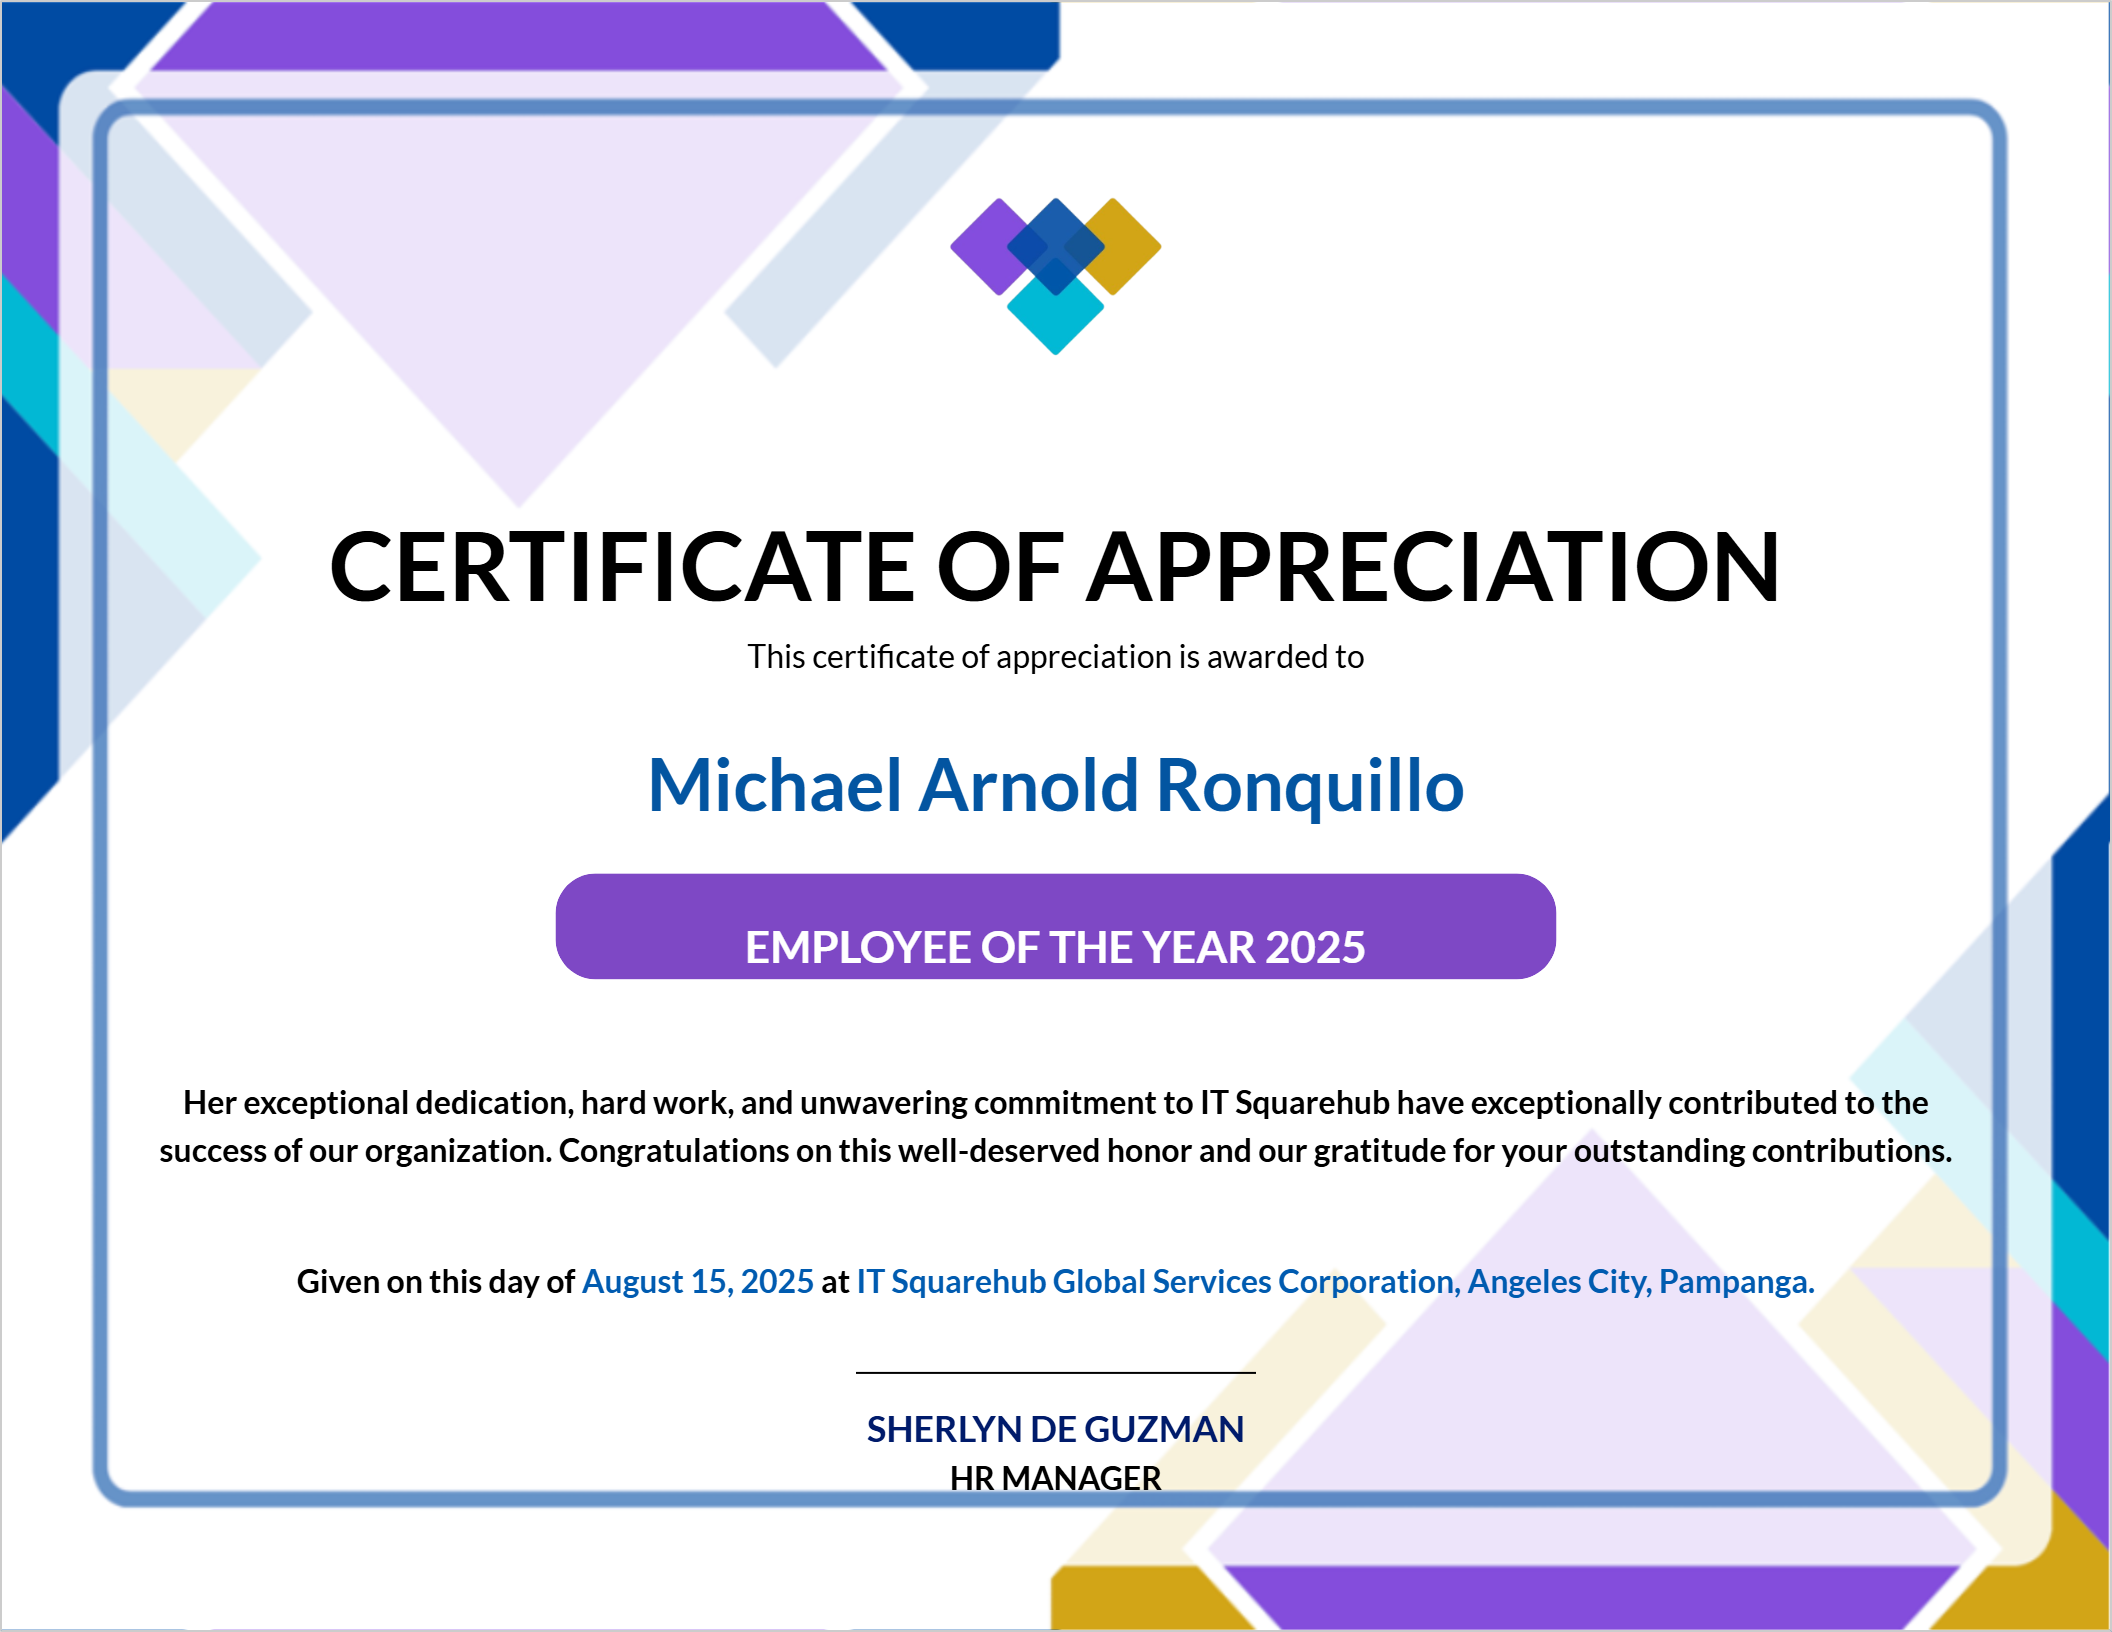 CERTIFICATE OF APPRECIATION
This certificate of appreciation is awarded to
Michael Arnold Ronquillo
EMPLOYEE OF THE YEAR 2025
Her exceptional dedication, hard work, and unwavering commitment to IT Squarehub have exceptionally contributed to the
success of our organization. Congratulations on this well-deserved honor and our gratitude for your outstanding contributions.
Given on this day of August 15, 2025 at IT Squarehub Global Services Corporation, Angeles City, Pampanga.
SHERLYN DE GUZMAN
HR MANAGER